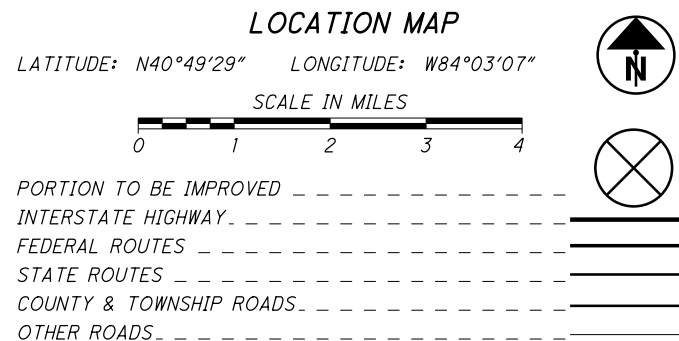 LOCATION MAP
LATITUDE: N40°49'29" LONGITUDE: W84°03'07"
N
SCALE IN MILES
0 1 2 3 4
PORTION TO BE IMPROVED
INTERSTATE HIGHWAY
FEDERAL ROUTES
STATE ROUTES
COUNTY & TOWNSHIP ROADS
OTHER ROADS